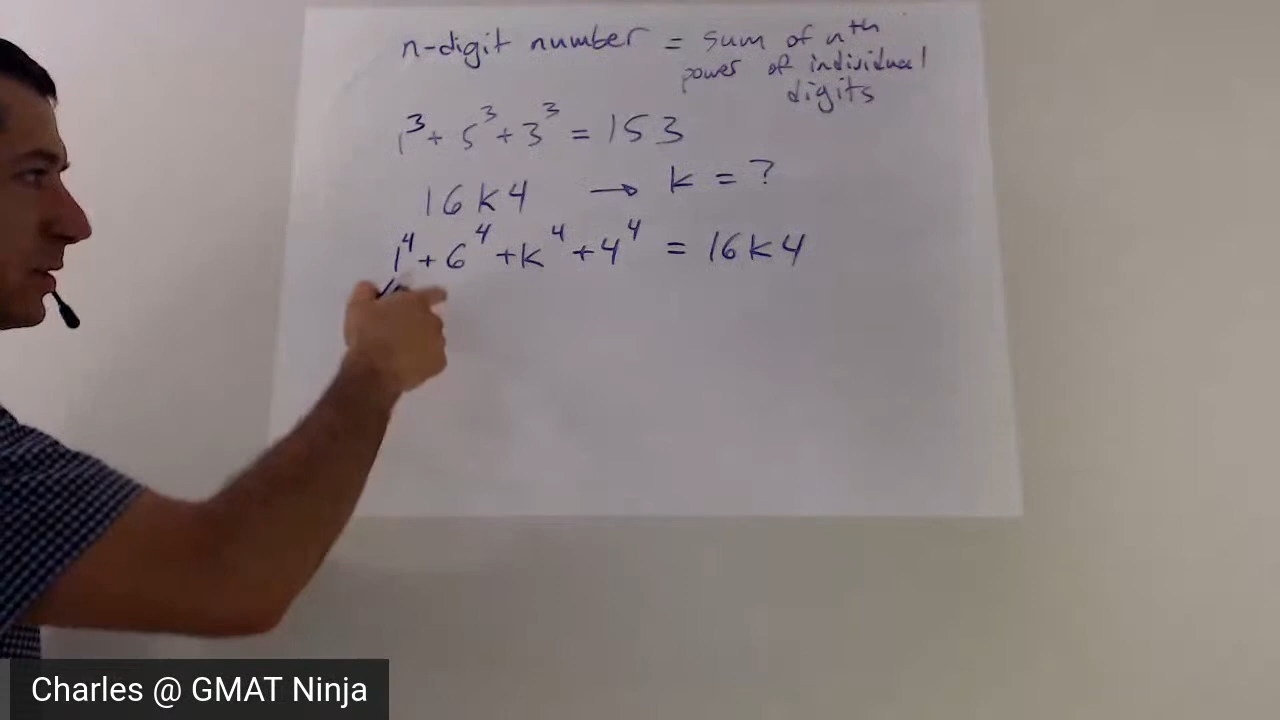 n-digit number = sum of nth
power of individual
digits
1³ + 5³ + 3³ = 153
16k4 → k = ?
1⁴ + 6⁴ + k⁴ + 4⁴ = 16k4
Charles @ GMAT Ninja